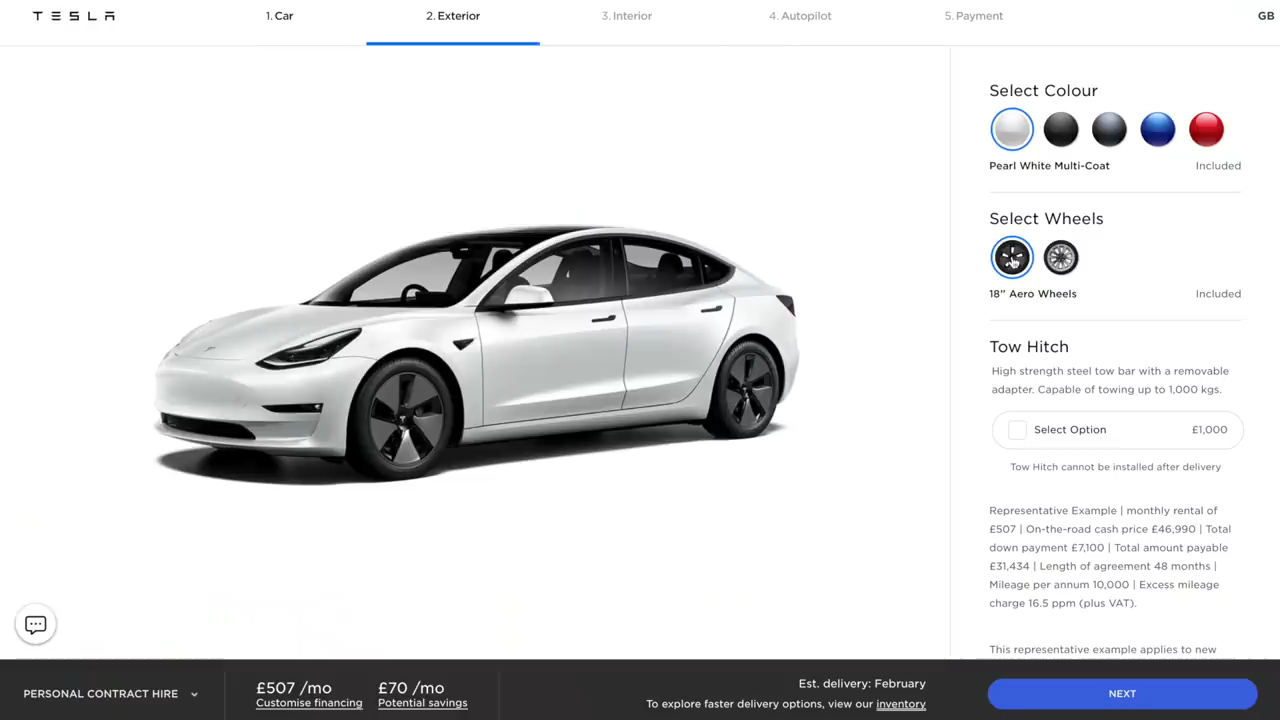 TESLA
1. Car
2. Exterior
3. Interior
4. Autopilot
5. Payment
GB
Select Colour
Pearl White Multi-Coat Included
Select Wheels
18” Aero Wheels Included
Tow Hitch
High strength steel tow bar with a removable
adapter. Capable of towing up to 1,000 kgs.
Select Option £1,000
Tow Hitch cannot be installed after delivery
Representative Example | monthly rental of
£507 | On-the-road cash price £46,990 | Total
down payment £7,100 | Total amount payable
£31,434 | Length of agreement 48 months |
Mileage per annum 10,000 | Excess mileage
charge 16.5 ppm (plus VAT).
This representative example applies to new
PERSONAL CONTRACT HIRE
£507 /mo
Customise financing
£70 /mo
Potential savings
Est. delivery: February
To explore faster delivery options, view our inventory
NEXT